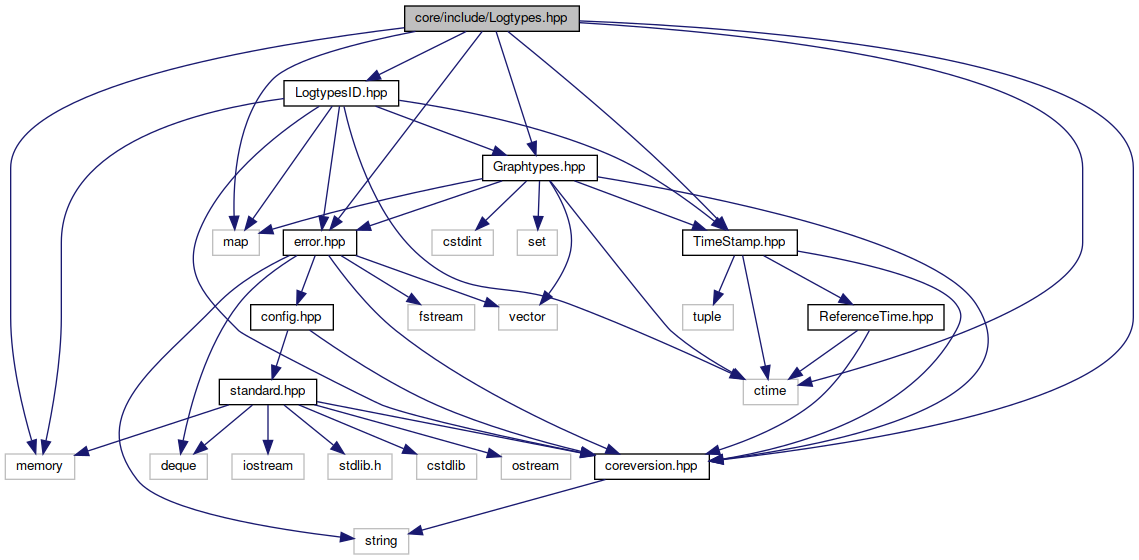 core/include/Logtypes.hpp
LogtypesID.hpp
Graphtypes.hpp
map
error.hpp
cstdint
set
TimeStamp.hpp
config.hpp
fstream
vector
tuple
ReferenceTime.hpp
standard.hpp
ctime
memory
deque
iostream
stdlib.h
cstdlib
ostream
coreversion.hpp
string